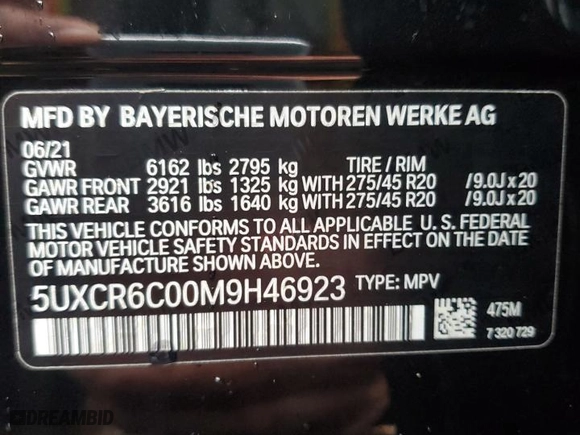 MFD BY BAYERISCHE MOTOREN WERKE AG
06/21
GVWR 6162 lbs 2795 kg TIRE / RIM
GAWR FRONT 2921 lbs 1325 kg WITH 275/45 R20 /9.0J x 20
GAWR REAR 3616 lbs 1640 kg WITH 275/45 R20 /9.0J x 20
THIS VEHICLE CONFORMS TO ALL APPLICABLE U. S. FEDERAL
MOTOR VEHICLE SAFETY STANDARDS IN EFFECT ON THE DATE
OF MANUFACTURE SHOWN ABOVE.
5UXCR6C00M9H46923 TYPE: MPV
475M
7 320 729
DREAMBID